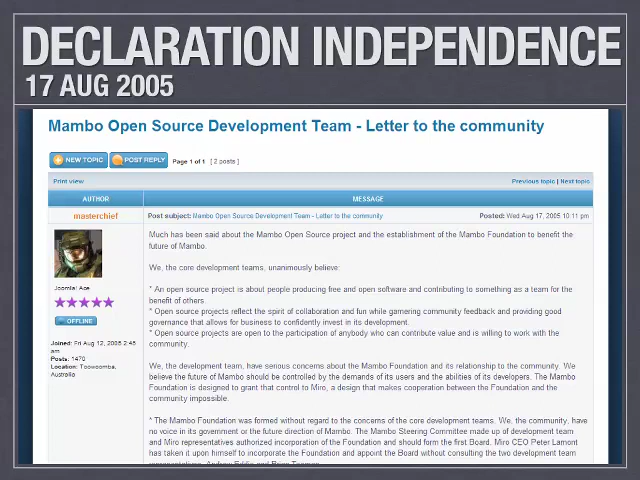 DECLARATION INDEPENDENCE
17 AUG 2005
Mambo Open Source Development Team - Letter to the community
NEW TOPIC POST REPLY Page 1 of 1 [ 2 posts ]
Print view Previous topic | Next topic
AUTHOR MESSAGE
masterchief Post subject: Mambo Open Source Development Team - Letter to the community Posted: Wed Aug 17, 2005 10:11 pm
Much has been said about the Mambo Open Source project and the establishment of the Mambo Foundation to benefit the
future of Mambo.
We, the core development teams, unanimously believe:
Joomla! Ace
* An open source project is about people producing free and open software and contributing to something as a team for the
benefit of others.
* Open source projects reflect the spirit of collaboration and fun while garnering community feedback and providing good
governance that allows for business to confidently invest in its development.
* Open source projects are open to the participation of anybody who can contribute value and is willing to work with the
community.
OFFLINE
Joined: Fri Aug 12, 2005 2:45
am
Posts: 1470
Location: Toowoomba,
Australia
We, the development team, have serious concerns about the Mambo Foundation and its relationship to the community. We
believe the future of Mambo should be controlled by the demands of its users and the abilities of its developers. The Mambo
Foundation is designed to grant that control to Miro, a design that makes cooperation between the Foundation and the
community impossible.
* The Mambo Foundation was formed without regard to the concerns of the core development teams. We, the community, have
no voice in its government or the future direction of Mambo. The Mambo Steering Committee made up of development team
and Miro representatives authorized incorporation of the Foundation and should form the first Board. Miro CEO Peter Lamont
has taken it upon himself to incorporate the Foundation and appoint the Board without consulting the two development team
representatives, Andrew Eddie and Brian Teeman.